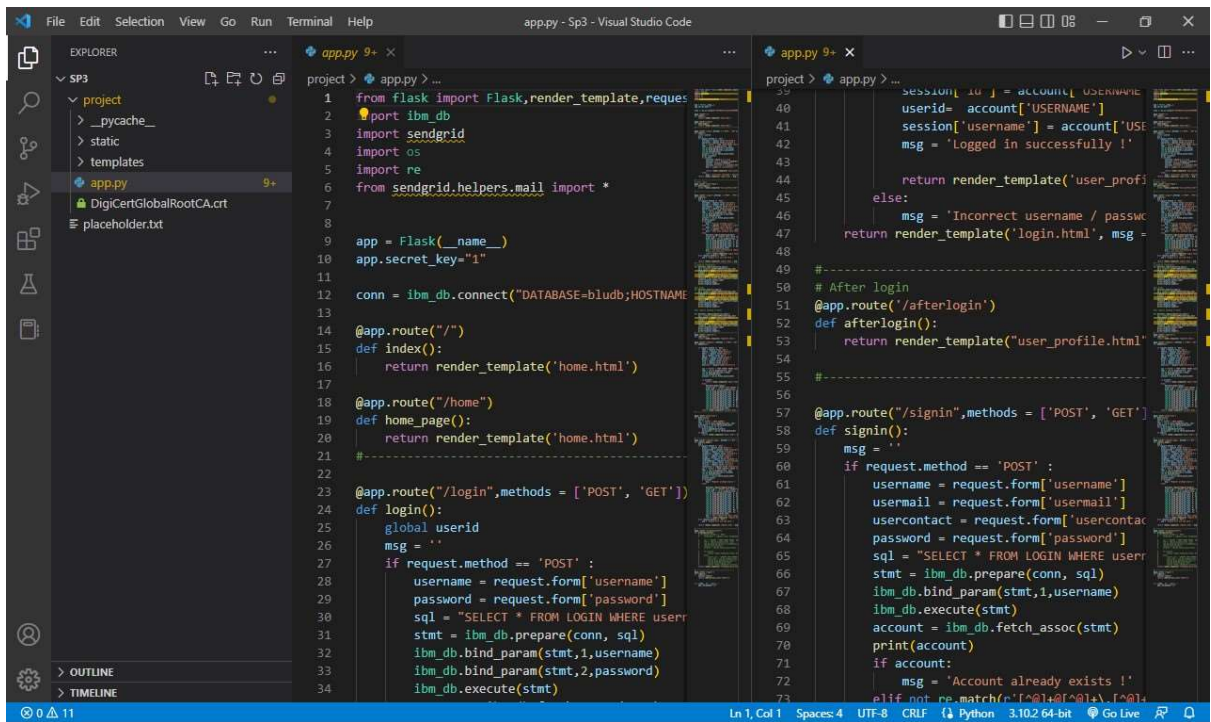 File Edit Selection View Go Run Terminal Help
app.py - Sp3 - Visual Studio Code
EXPLORER
SP3
project
__pycache__
static
templates
app.py 9+
DigiCertGlobalRootCA.crt
placeholder.txt
OUTLINE
TIMELINE
app.py 9+
project > app.py > ...
1 from flask import Flask,render_template,reques
2 port ibm_db
3 import sendgrid
4 import os
5 import re
6 from sendgrid.helpers.mail import *
7
8
9 app = Flask(__name__)
10 app.secret_key="1"
11
12 conn = ibm_db.connect("DATABASE=bludb;HOSTNAME
13
14 @app.route("/")
15 def index():
16 return render_template('home.html')
17
18 @app.route("/home")
19 def home_page():
20 return render_template('home.html')
21 #-----------------------------------------
22
23 @app.route("/login",methods = ['POST', 'GET'])
24 def login():
25 global userid
26 msg = ''
27 if request.method == 'POST' :
28 username = request.form['username']
29 password = request.form['password']
30 sql = "SELECT * FROM LOGIN WHERE usern
31 stmt = ibm_db.prepare(conn, sql)
32 ibm_db.bind_param(stmt,1,username)
33 ibm_db.bind_param(stmt,2,password)
34 ibm_db.execute(stmt)
app.py 9+
project > app.py > ...
39 session['id'] = account['USERNAME
40 userid= account['USERNAME']
41 session['username'] = account['USE
42 msg = 'Logged in successfully !'
43
44 return render_template('user_profi
45 else:
46 msg = 'Incorrect username / passwo
47 return render_template('login.html', msg =
48
49 #-----------------------------------------
50 # After login
51 @app.route('/afterlogin')
52 def afterlogin():
53 return render_template("user_profile.html"
54
55 #-----------------------------------------
56
57 @app.route("/signin",methods = ['POST', 'GET']
58 def signin():
59 msg = ''
60 if request.method == 'POST' :
61 username = request.form['username']
62 usermail = request.form['usermail']
63 usercontact = request.form['usercontac
64 password = request.form['password']
65 sql = "SELECT * FROM LOGIN WHERE usern
66 stmt = ibm_db.prepare(conn, sql)
67 ibm_db.bind_param(stmt,1,username)
68 ibm_db.execute(stmt)
69 account = ibm_db.fetch_assoc(stmt)
70 print(account)
71 if account:
72 msg = 'Account already exists !'
73 elif not re.match(r'[^@]+@[^@]+\.[^@]+
0 11
Ln 1, Col 1 Spaces: 4 UTF-8 CRLF Python 3.10.2 64-bit Go Live